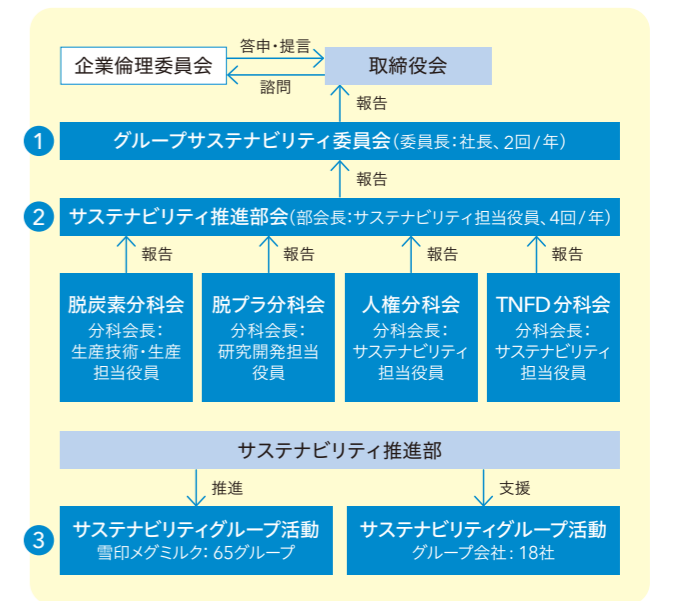 企業倫理委員会
答申・提言
諮問
取締役会
報告
1
グループサステナビリティ委員会(委員長:社長、2回/年)
報告
2
サステナビリティ推進部会(部会長:サステナビリティ担当役員、4回/年)
報告
報告
報告
報告
脱炭素分科会
分科会長:
生産技術・生産
担当役員
脱プラ分科会
分科会長:
研究開発担当
役員
人権分科会
分科会長:
サステナビリティ
担当役員
TNFD分科会
分科会長:
サステナビリティ
担当役員
サステナビリティ推進部
推進
支援
3
サステナビリティグループ活動
雪印メグミルク:65グループ
サステナビリティグループ活動
グループ会社:18社